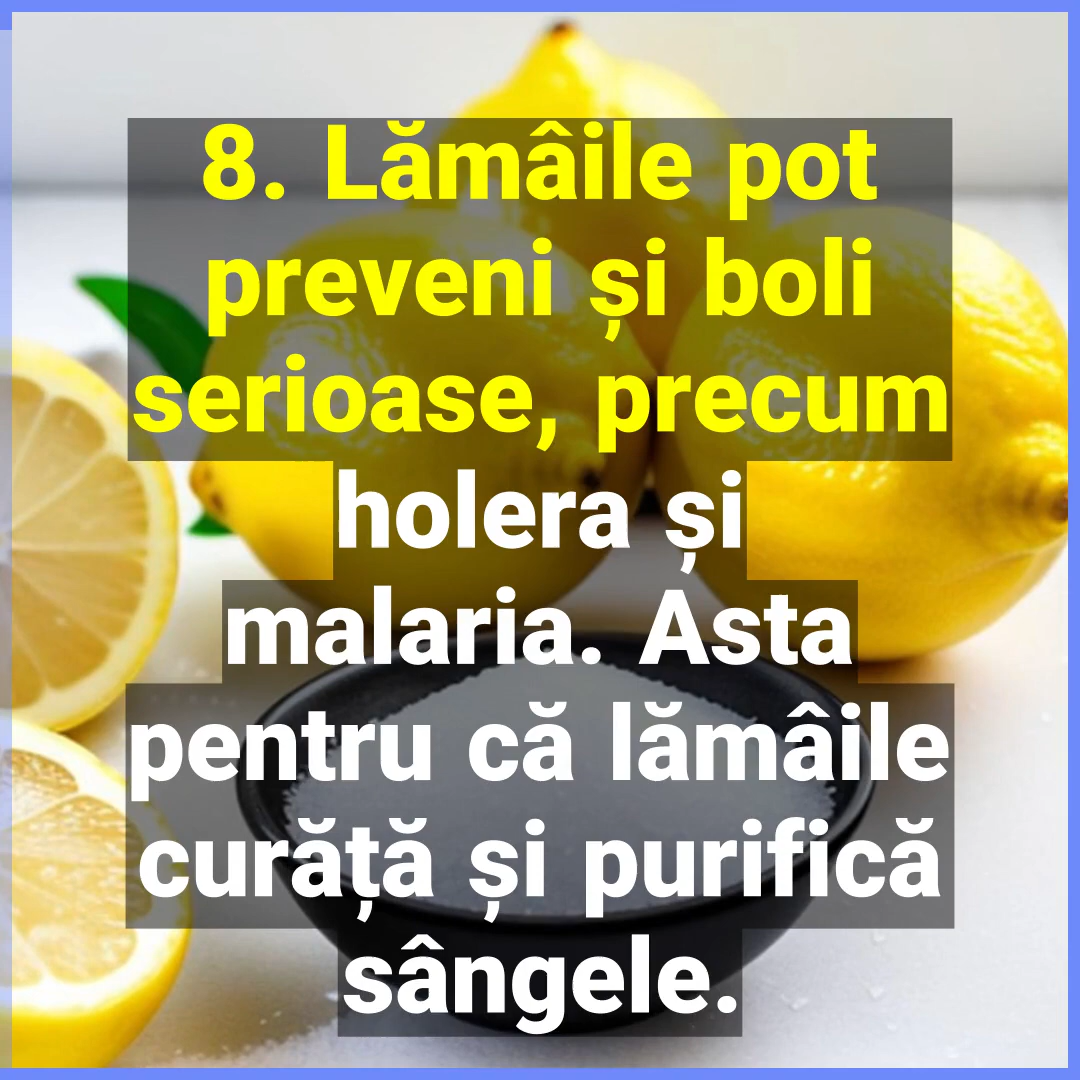 8. Lămâile pot
preveni și boli
serioase, precum
holera și
malaria. Asta
pentru că lămâile
curăță și purifică
sângele.